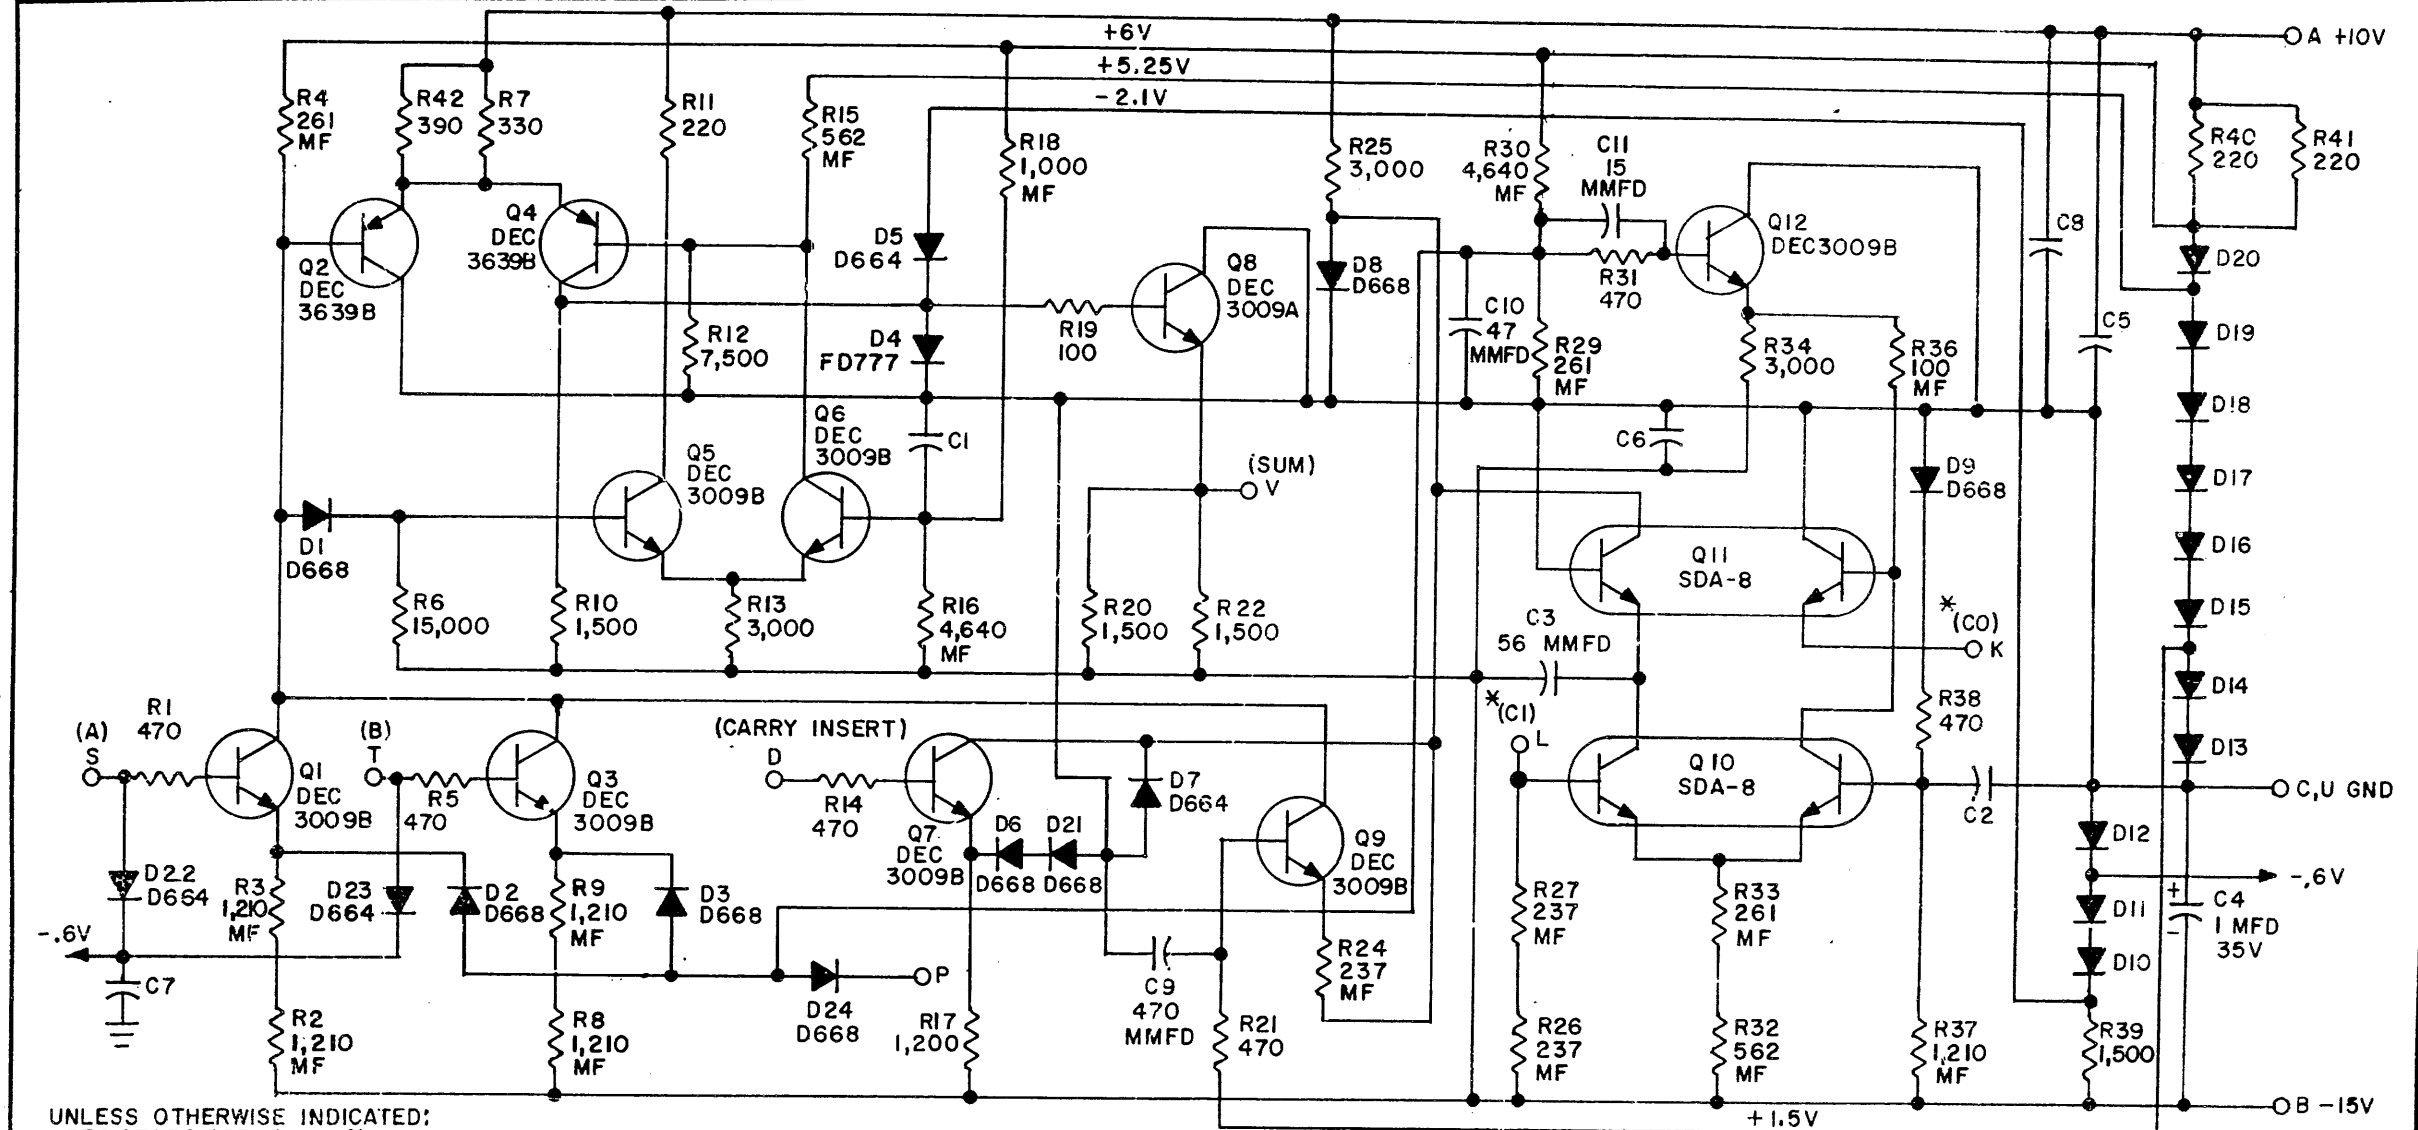 +6V
A +10V
+5.25V
-2.1V
R4
261
MF
R42
390
R7
330
R11
220
R15
562
MF
R18
1,000
MF
R25
3,000
R30
4,640
MF
C11
15
MMFD
R40
220
R41
220
Q2
DEC
3639B
Q4
DEC
3639B
D5
D664
Q8
DEC
3009A
D8
D668
C10
47
MMFD
R31
470
Q12
DEC3009B
C8
D20
R12
7,500
D4
FD777
R19
100
R29
261
MF
R34
3,000
R36
100
MF
C5
D19
D18
Q5
DEC
3009B
Q6
DEC
3009B
C1
(SUM)
V
C6
D9
D668
D17
D1
D668
Q11
SDA-8
D16
R6
15,000
R10
1,500
R13
3,000
R16
4,640
MF
R20
1,500
R22
1,500
C3
56 MMFD
*
(CO)
K
D15
D14
R1
470
(A)
S
(B)
T
(CARRY INSERT)
D
*
(C1)
L
R38
470
D13
Q1
DEC
3009B
R5
470
Q3
DEC
3009B
R14
470
Q7
DEC
3009B
D7
D664
Q10
SDA-8
C2
C,U GND
D6
D668
D21
D668
Q9
DEC
3009B
D12
D22
D664
R3
1,210
MF
D23
D664
D2
D668
R9
1,210
MF
D3
D668
R27
237
MF
R33
261
MF
-.6V
D11
+
-
C4
1 MFD
35V
-.6V
C7
D24
D668
P
C9
470
MMFD
R24
237
MF
D10
R2
1,210
MF
R8
1,210
MF
R17
1,200
R21
470
R26
237
MF
R32
562
MF
R37
1,210
MF
R39
1,500
B -15V
+1.5V
UNLESS OTHERWISE INDICATED: